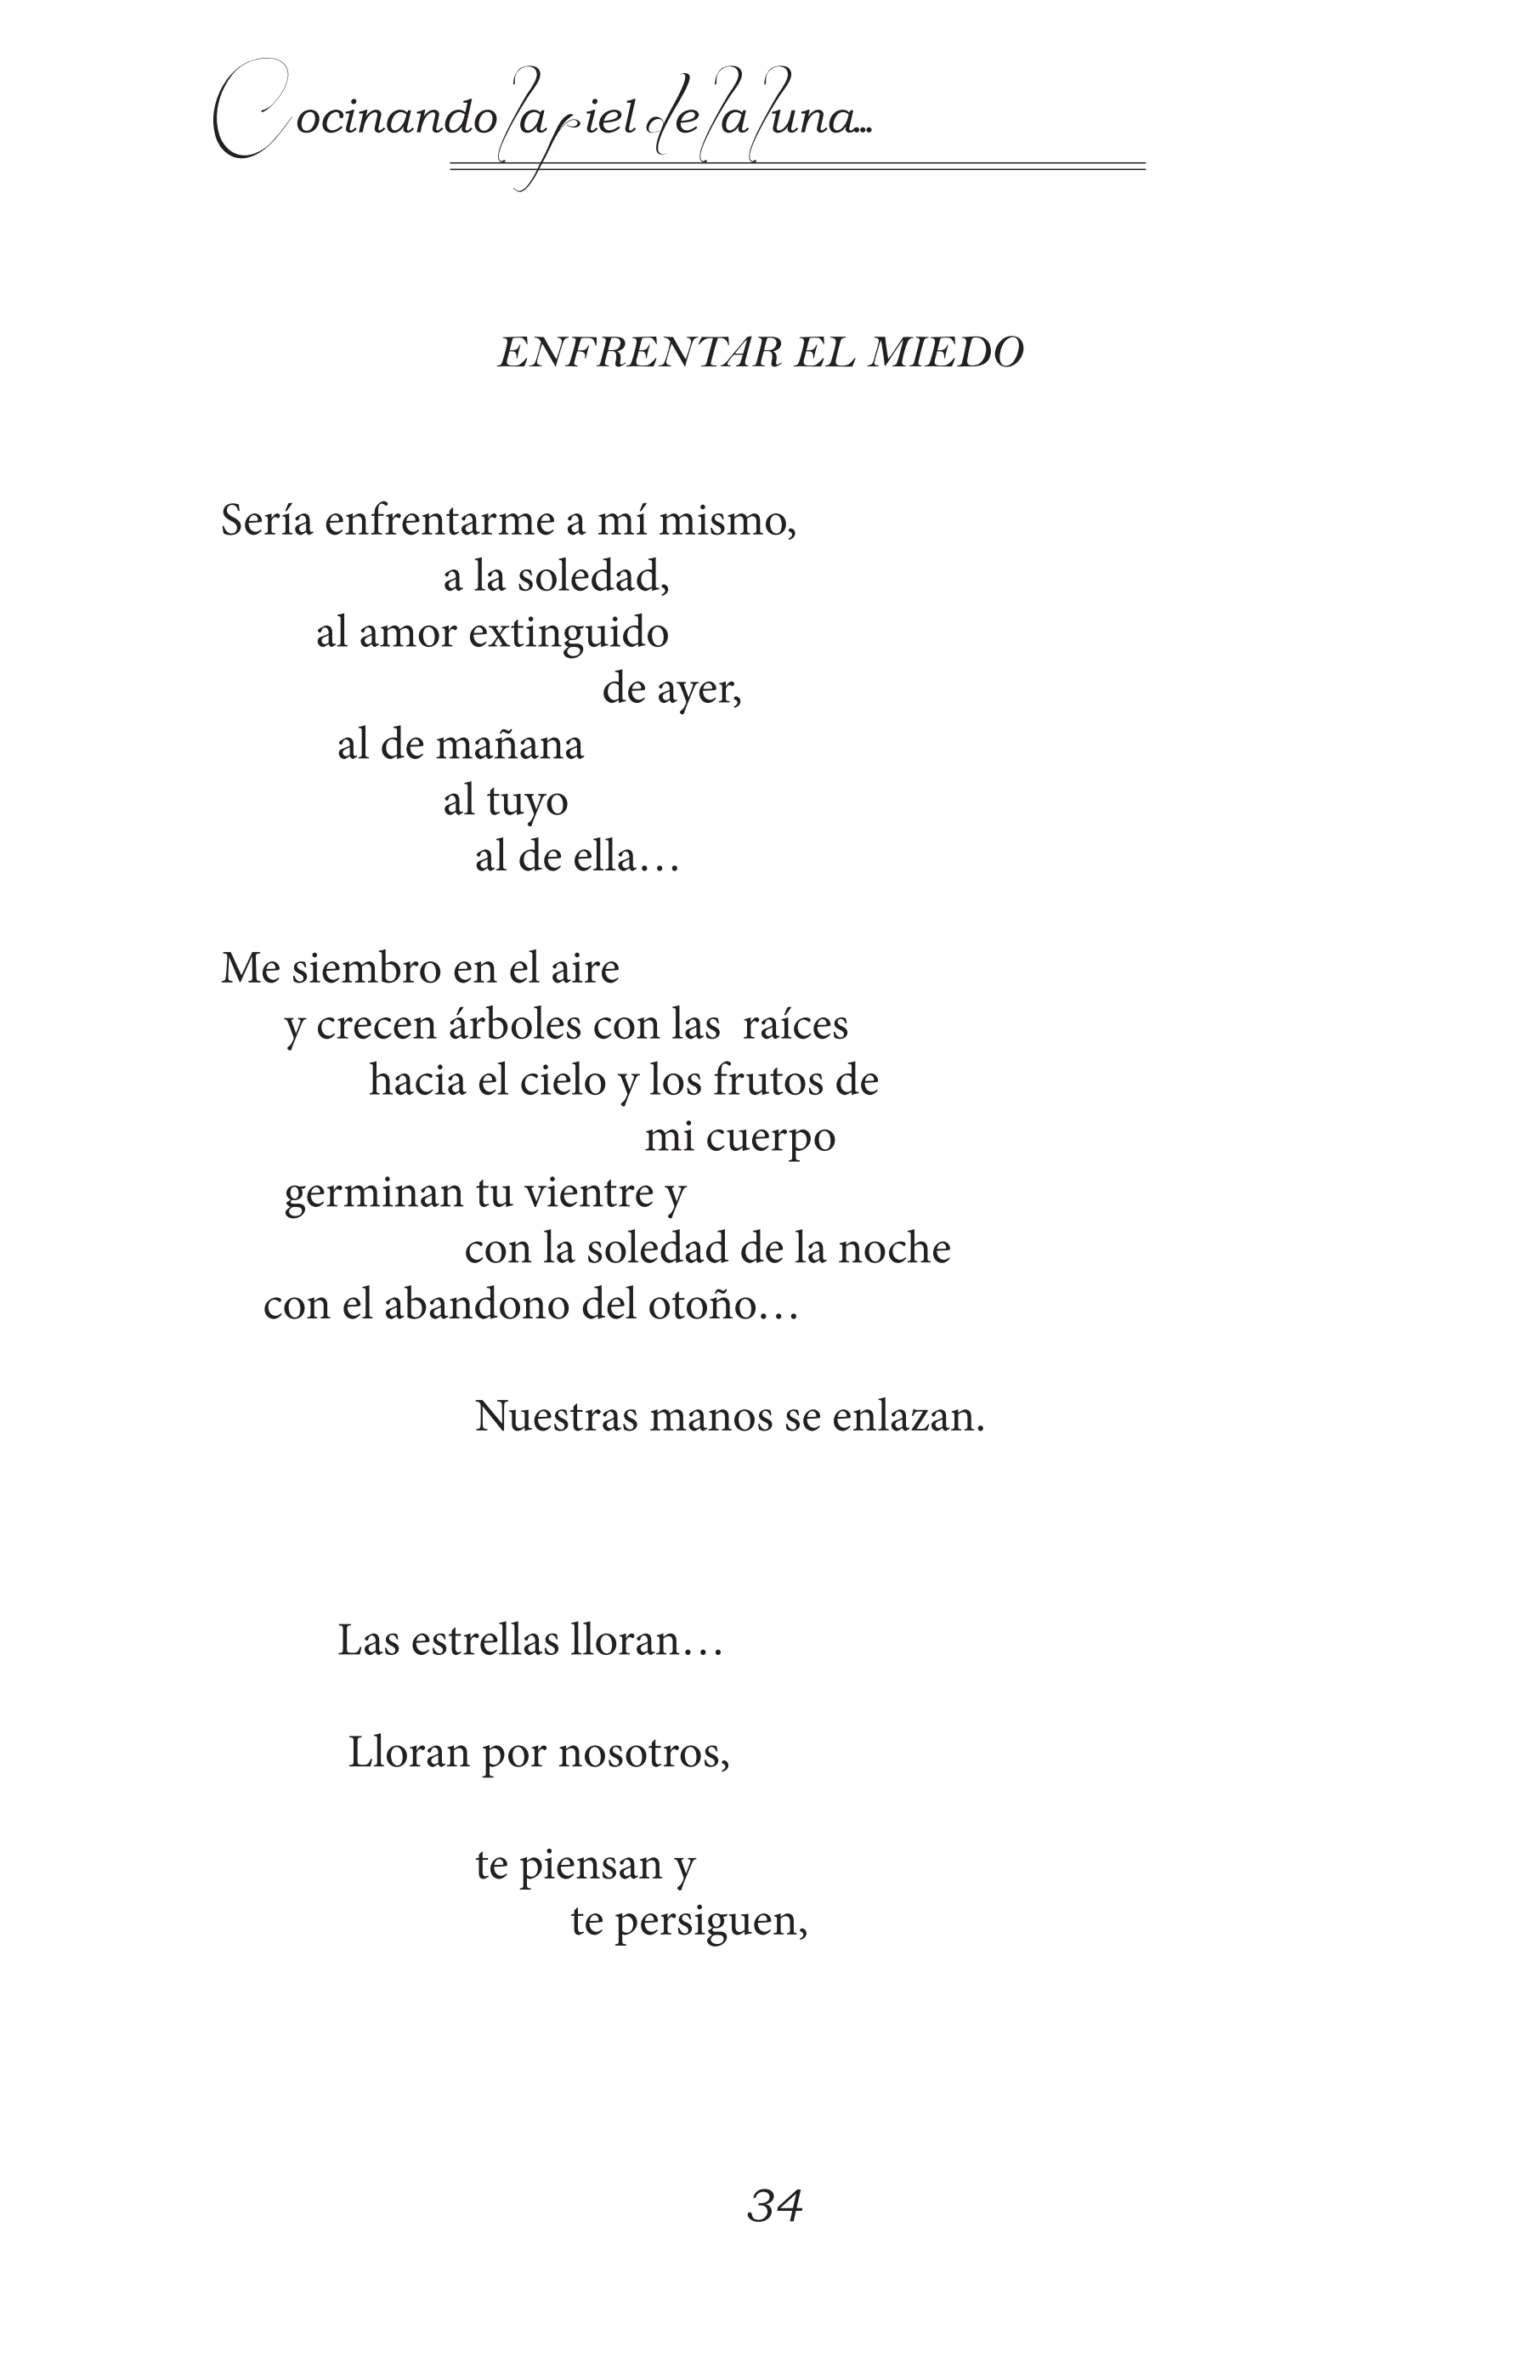 Cocinando la piel de la luna...
ENFRENTAR EL MIEDO
Sería enfrentarme a mí mismo,
a la soledad,
al amor extinguido
de ayer,
al de mañana
al tuyo
al de ella…
Me siembro en el aire
y crecen árboles con las raíces
hacia el cielo y los frutos de
mi cuerpo
germinan tu vientre y
con la soledad de la noche
con el abandono del otoño…
Nuestras manos se enlazan.
Las estrellas lloran…
Lloran por nosotros,
te piensan y
te persiguen,
34